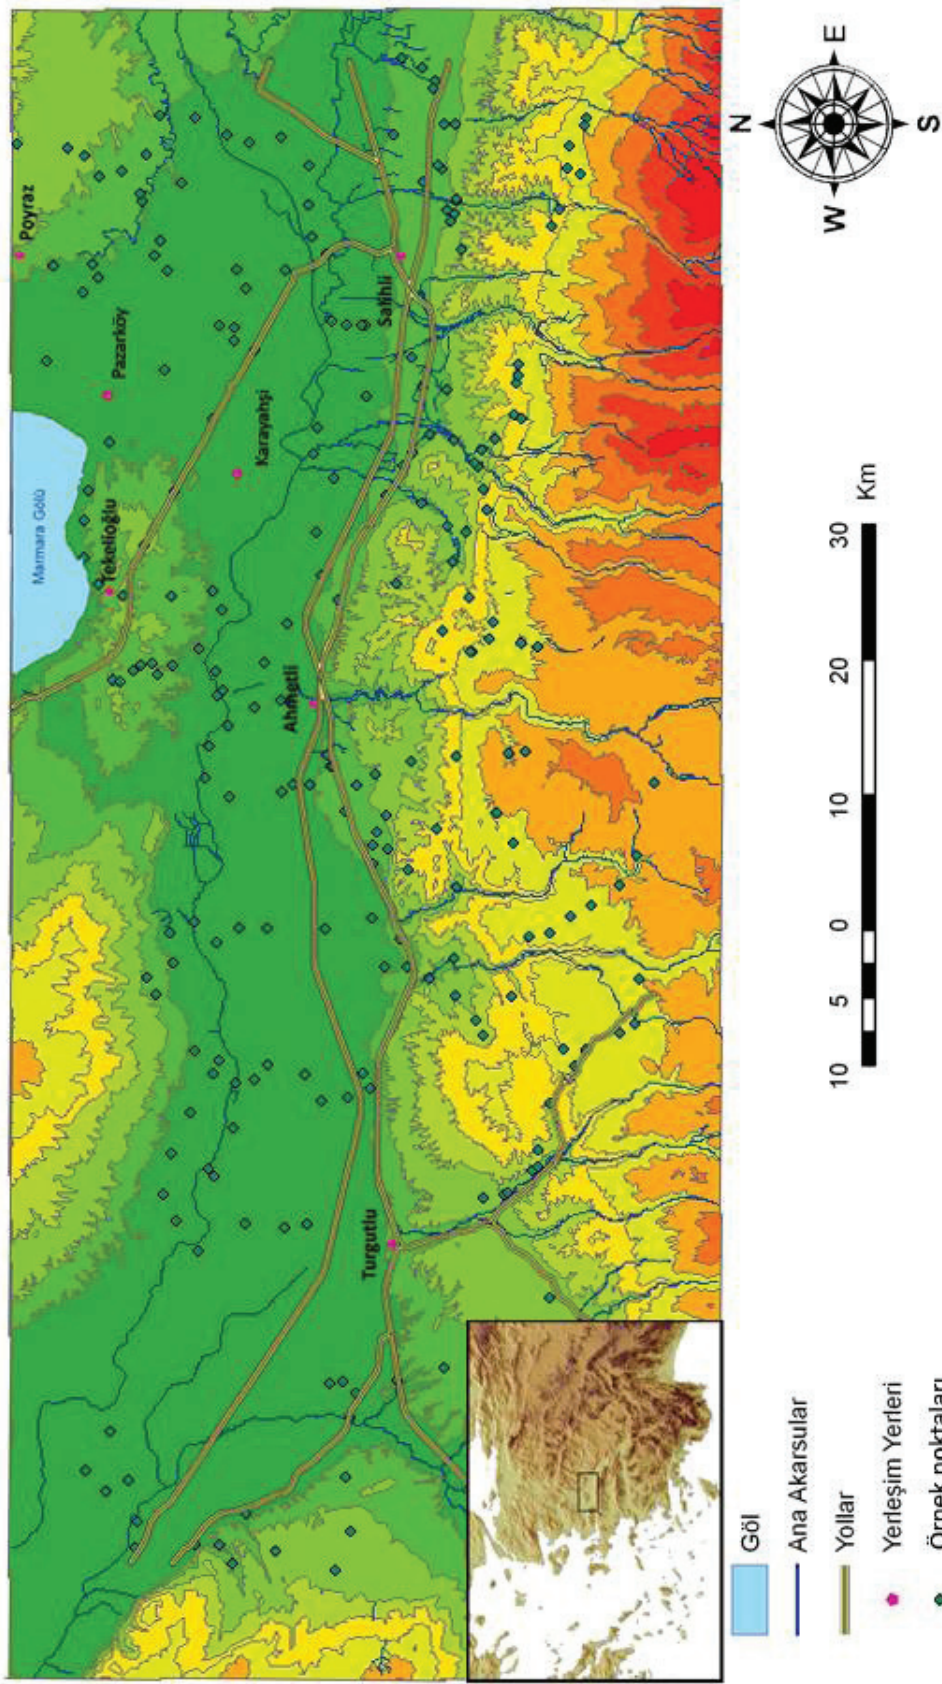 Poyraz
Pazarköy
Marmara Gölü
Tekelioğlu
Karayahşi
Salihli
Ahmetli
Turgutlu
N
W
E
S
10 5 0 10 20 30
Km
Göl
Ana Akarsular
Yollar
Yerleşim Yerleri
Örnek noktaları